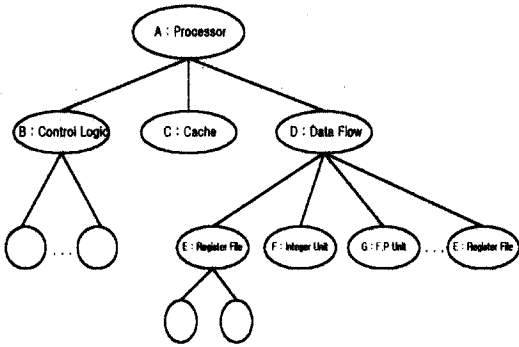 A : Processor
B : Control Logic
C : Cache
D : Data Flow
. . .
E : Register File
F : Integer Unit
G : F.P Unit
. . .
E : Register File